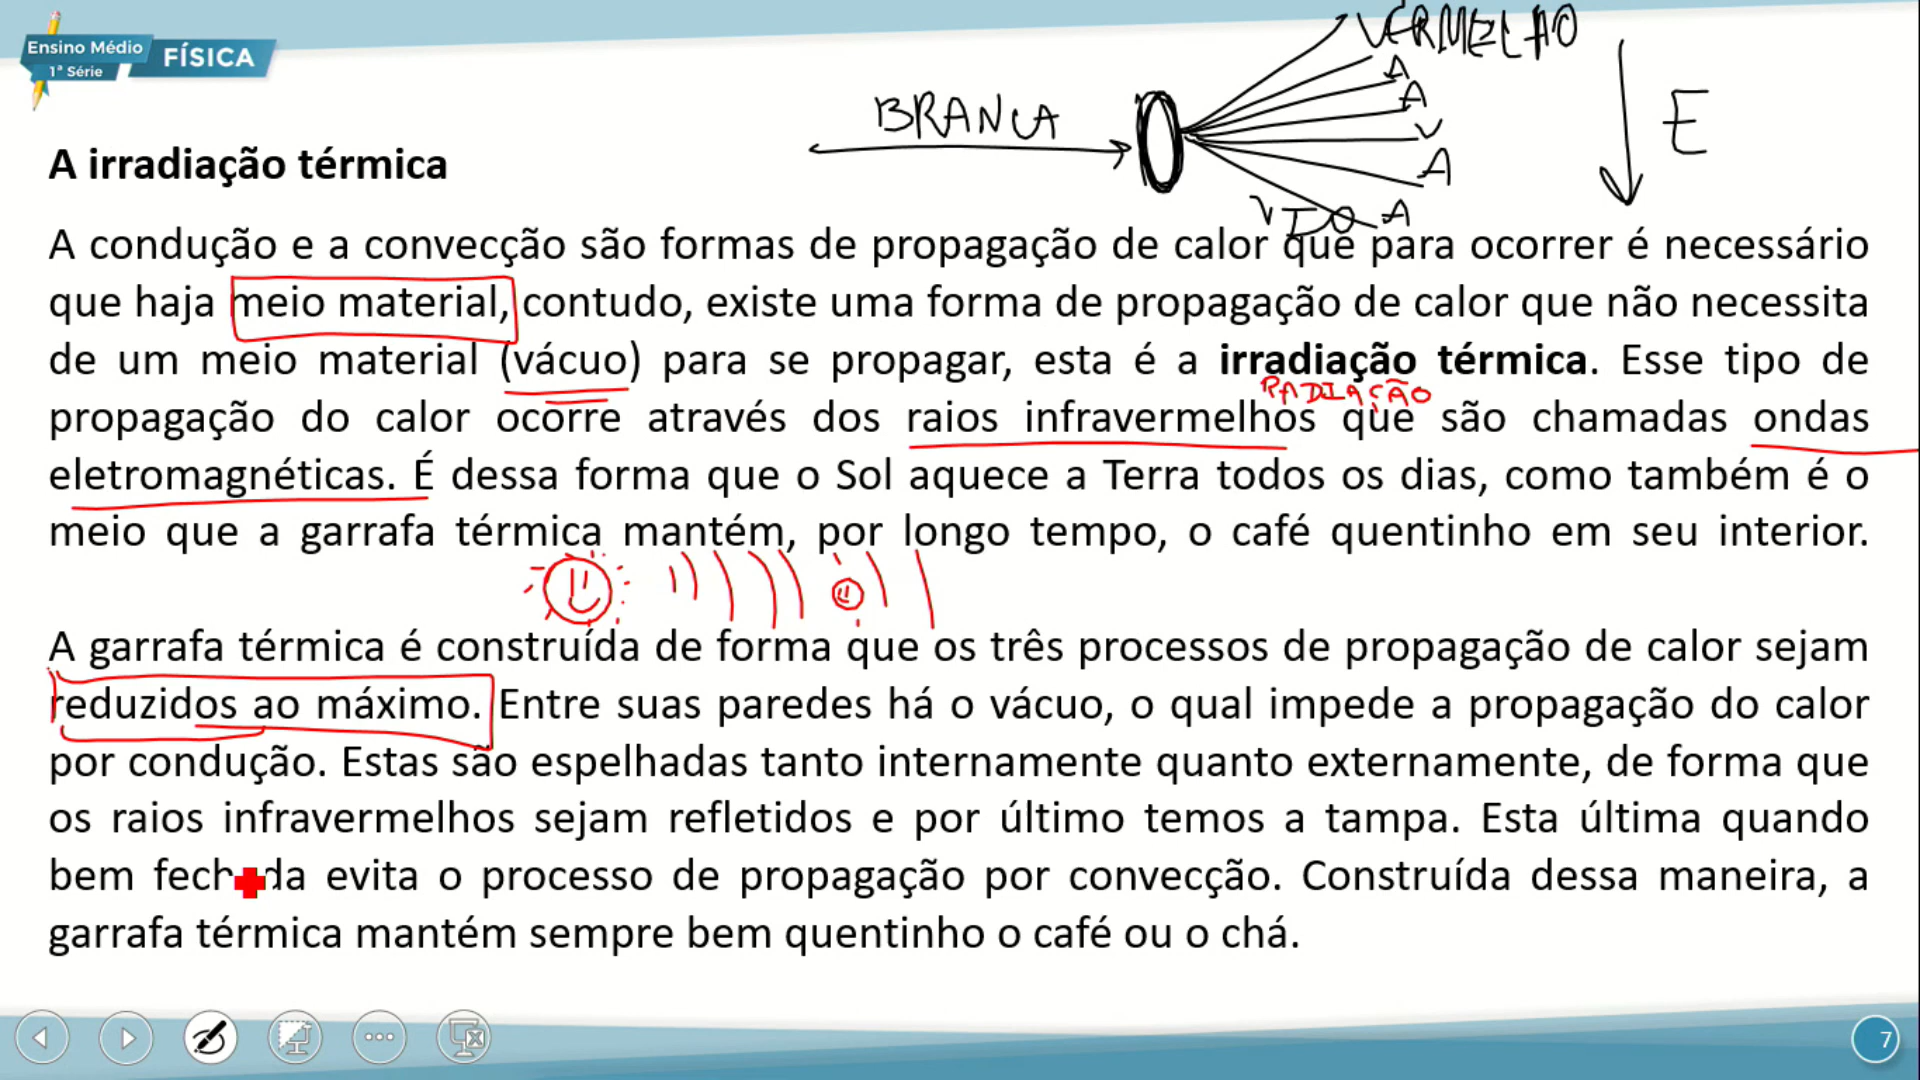 Ensino Médio
1ª Série
FÍSICA
VERMELHO
A
A
BRANCA
V
E
A
A irradiação térmica
A
A condução e a convecção são formas de propagação de calor que para ocorrer é necessário
que haja meio material, contudo, existe uma forma de propagação de calor que não necessita
de um meio material (vácuo) para se propagar, esta é a irradiação térmica. Esse tipo de
RADIAÇÃO
propagação do calor ocorre através dos raios infravermelhos que são chamadas ondas
eletromagnéticas. É dessa forma que o Sol aquece a Terra todos os dias, como também é o
meio que a garrafa térmica mantém, por longo tempo, o café quentinho em seu interior.
A garrafa térmica é construída de forma que os três processos de propagação de calor sejam
reduzidos ao máximo. Entre suas paredes há o vácuo, o qual impede a propagação do calor
por condução. Estas são espelhadas tanto internamente quanto externamente, de forma que
os raios infravermelhos sejam refletidos e por último temos a tampa. Esta última quando
bem fechada evita o processo de propagação por convecção. Construída dessa maneira, a
garrafa térmica mantém sempre bem quentinho o café ou o chá.
7